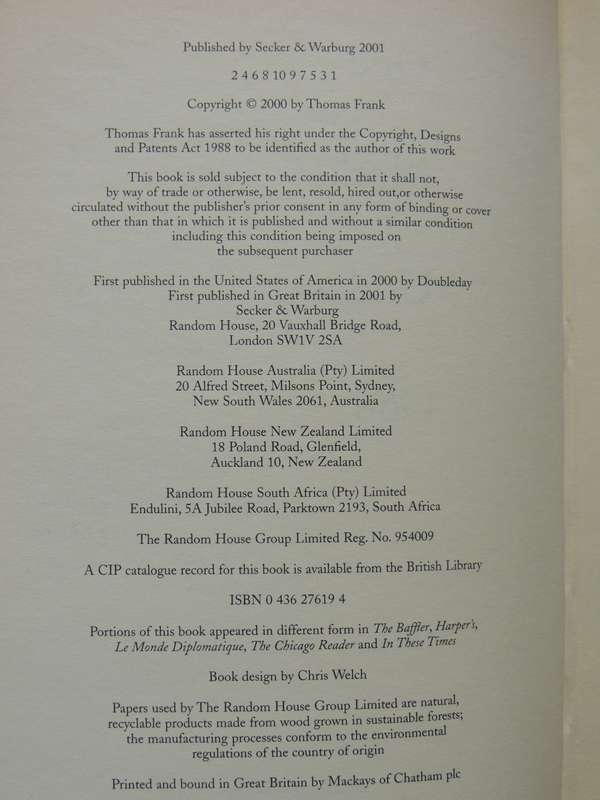 Published by Secker & Warburg 2001
2 4 6 8 10 9 7 5 3 1
Copyright © 2000 by Thomas Frank
Thomas Frank has asserted his right under the Copyright, Designs
and Patents Act 1988 to be identified as the author of this work
This book is sold subject to the condition that it shall not,
by way of trade or otherwise, be lent, resold, hired out,or otherwise
circulated without the publisher's prior consent in any form of binding or cover
other than that in which it is published and without a similar condition
including this condition being imposed on
the subsequent purchaser
First published in the United States of America in 2000 by Doubleday
First published in Great Britain in 2001 by
Secker & Warburg
Random House, 20 Vauxhall Bridge Road,
London SW1V 2SA
Random House Australia (Pty) Limited
20 Alfred Street, Milsons Point, Sydney,
New South Wales 2061, Australia
Random House New Zealand Limited
18 Poland Road, Glenfield,
Auckland 10, New Zealand
Random House South Africa (Pty) Limited
Endulini, 5A Jubilee Road, Parktown 2193, South Africa
The Random House Group Limited Reg. No. 954009
A CIP catalogue record for this book is available from the British Library
ISBN 0 436 27619 4
Portions of this book appeared in different form in The Baffler, Harper's,
Le Monde Diplomatique, The Chicago Reader and In These Times
Book design by Chris Welch
Papers used by The Random House Group Limited are natural,
recyclable products made from wood grown in sustainable forests;
the manufacturing processes conform to the environmental
regulations of the country of origin
Printed and bound in Great Britain by Mackays of Chatham plc